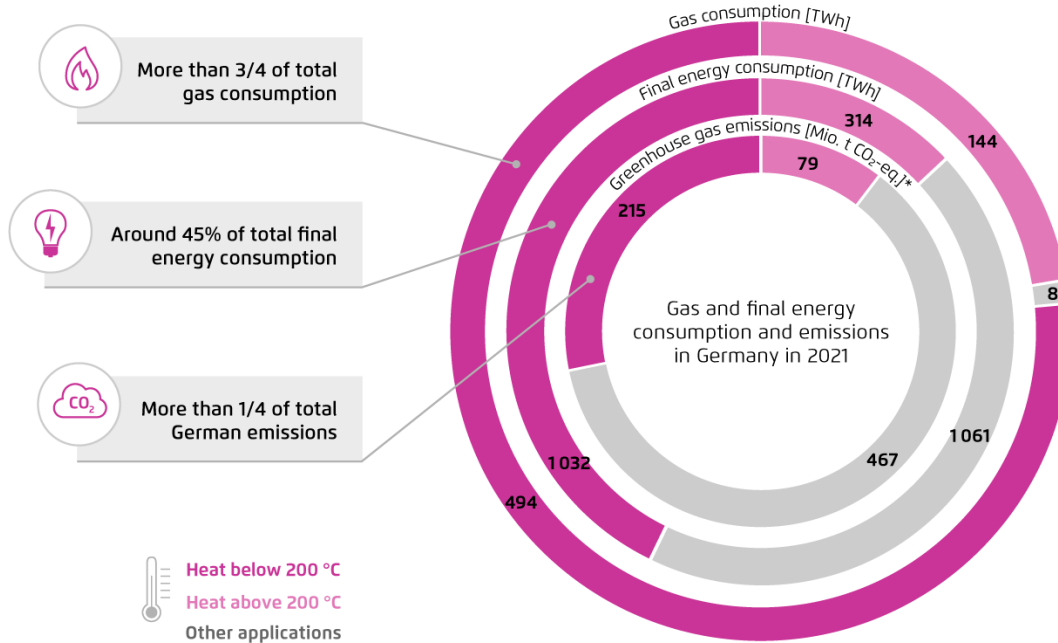 Gas consumption [TWh]
Final energy consumption [TWh]
Greenhouse gas emissions [Mio. t CO₂-eq.]*
More than 3/4 of total
gas consumption
Around 45% of total final
energy consumption
CO₂
More than 1/4 of total
German emissions
144
314
79
215
8
Gas and final energy
consumption and emissions
in Germany in 2021
1 061
467
1 032
494
Heat below 200 °C
Heat above 200 °C
Other applications